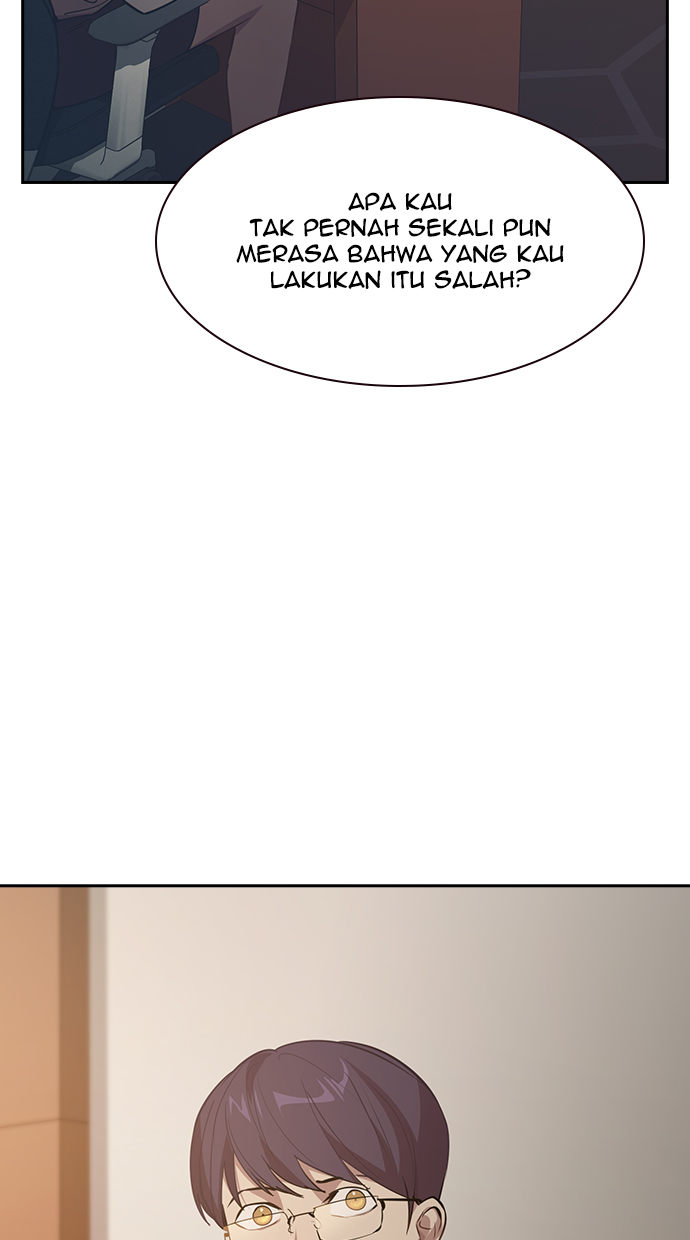 APA KAU
TAK PERNAH SEKALI PUN
MERASA BAHWA YANG KAU
LAKUKAN ITU SALAH?